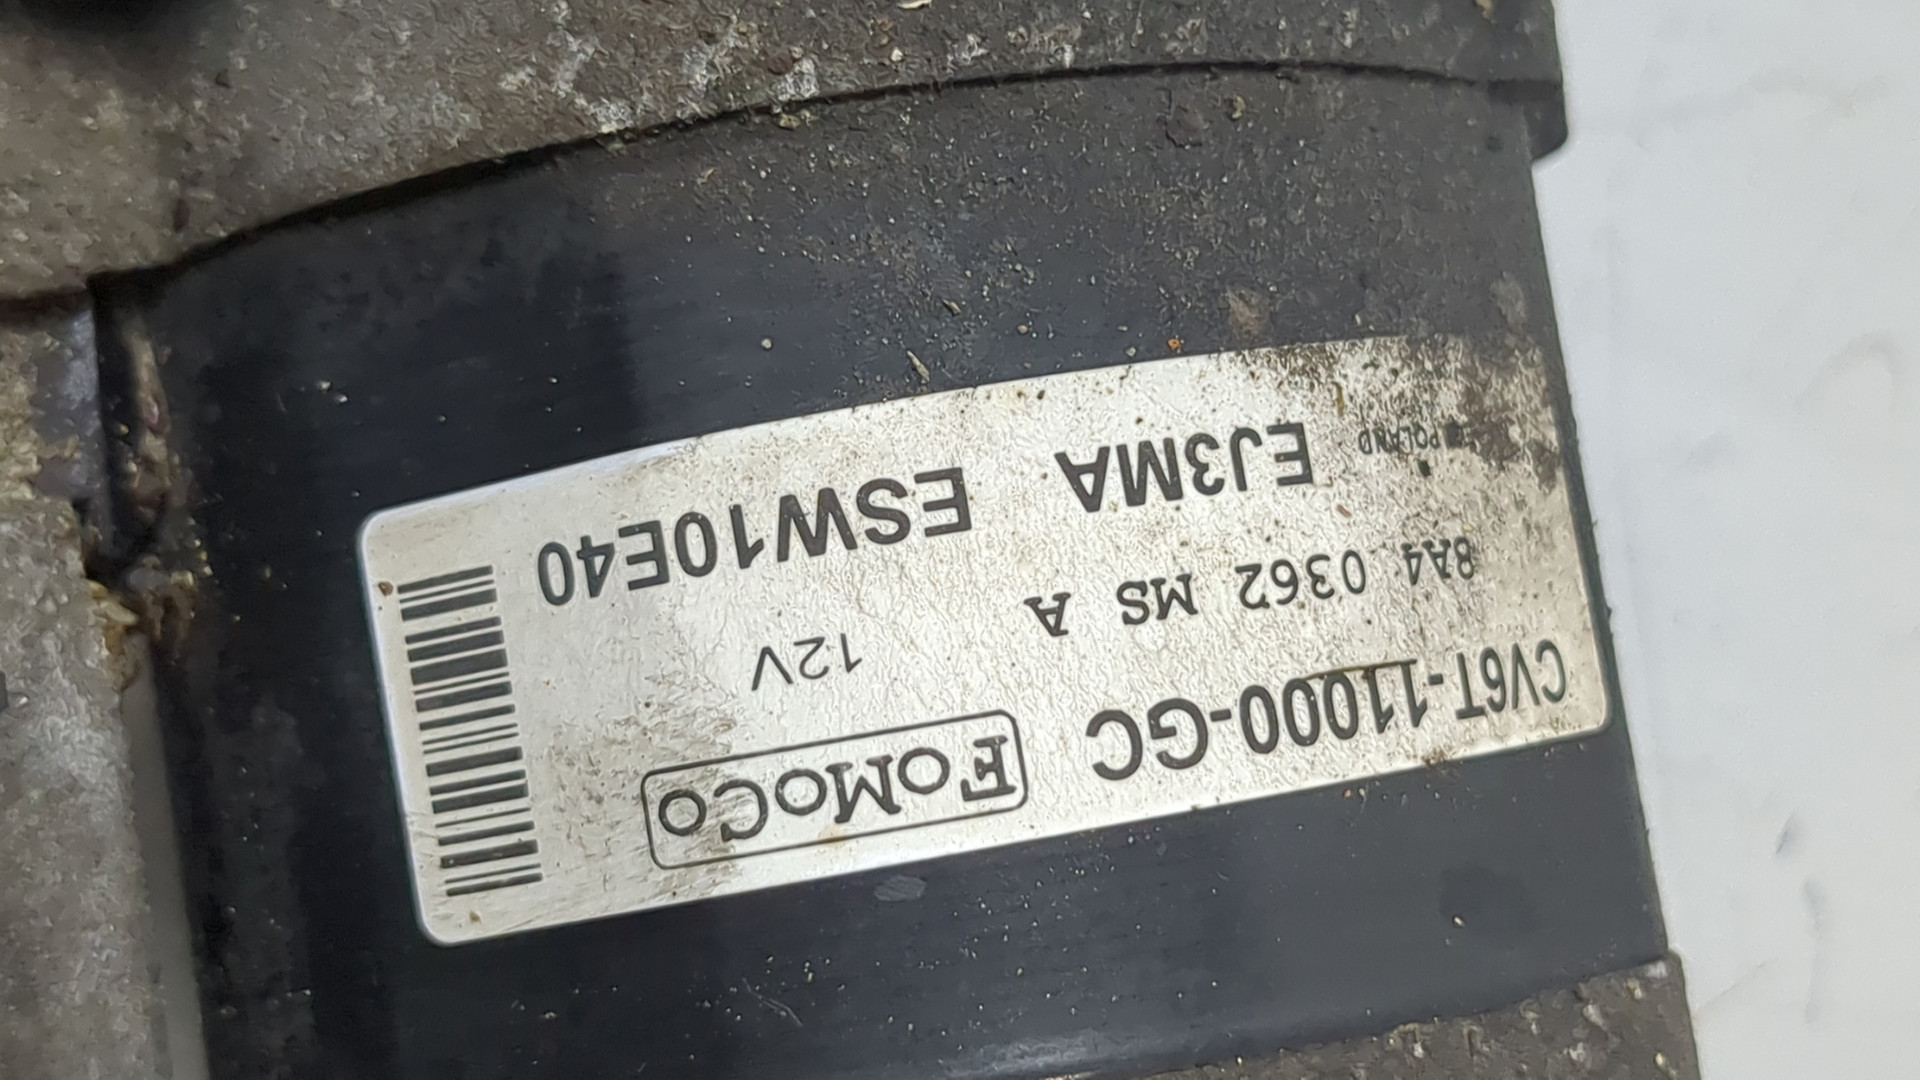 CV6T-11000-GC FoMoCo
8A4 0362 MS A 12V
EJ3MA ESW10E40
POLAND